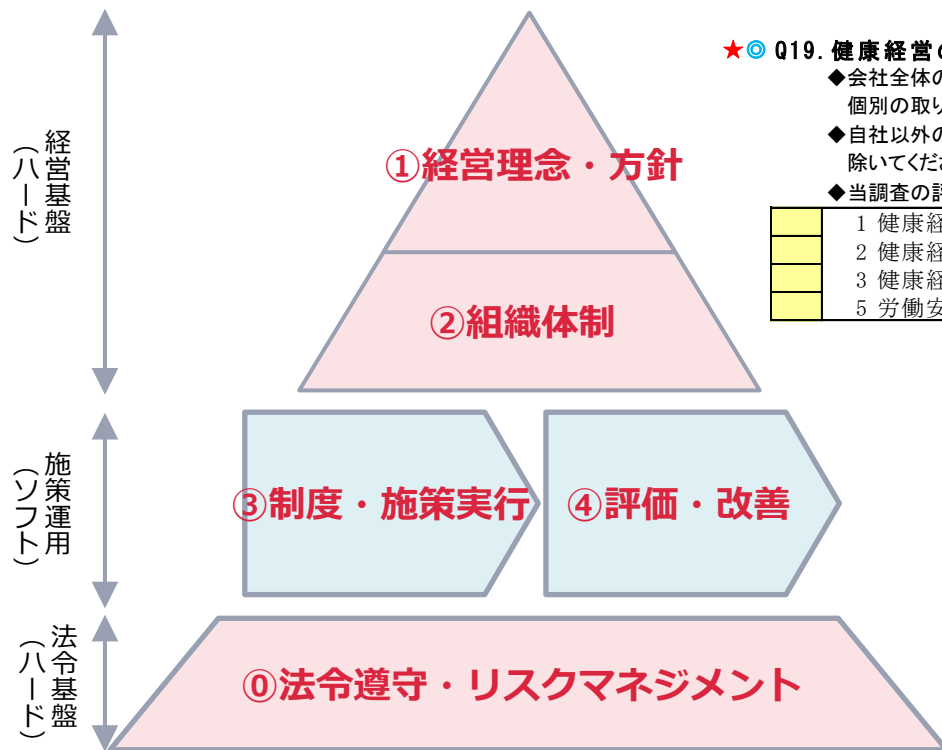 経営基盤
(ハード)
①経営理念・方針
②組織体制
施策運用
(ソフト)
③制度・施策実行
④評価・改善
法令基盤
(ハード)
⓪法令遵守・リスクマネジメント
★◎ Q19. 健康経営の
◆会社全体の
個別の取り
◆自社以外の
除いてくださ
◆当調査の評
1 健康経
2 健康経
3 健康経
5 労働安